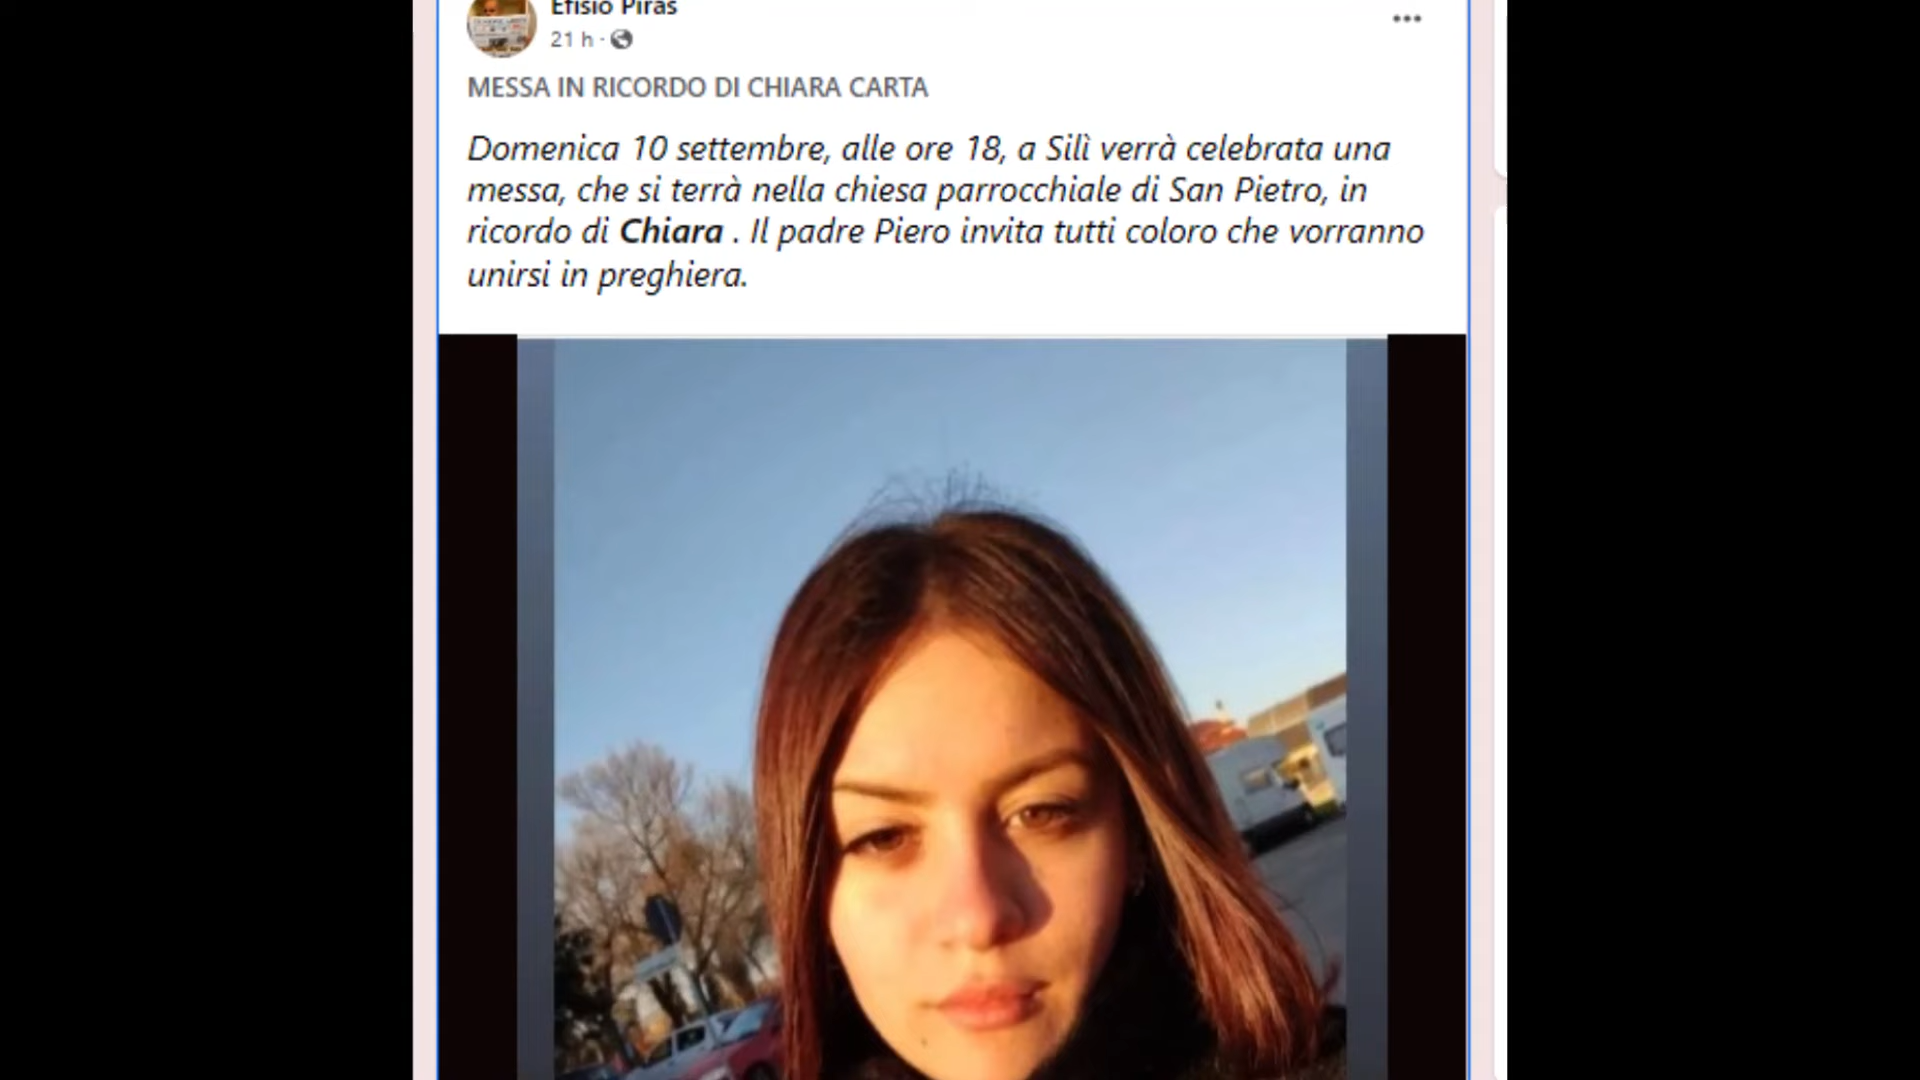 Efisio Piras
21 h ·
MESSA IN RICORDO DI CHIARA CARTA
Domenica 10 settembre, alle ore 18, a Silì verrà celebrata una
messa, che si terrà nella chiesa parrocchiale di San Pietro, in
ricordo di Chiara . Il padre Piero invita tutti coloro che vorranno
unirsi in preghiera.